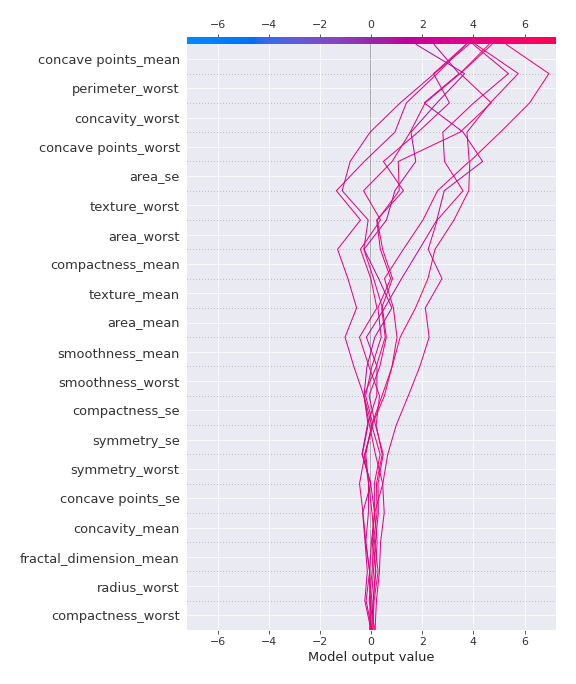 −6 −4 −2 0 2 4 6
concave points_mean
perimeter_worst
concavity_worst
concave points_worst
area_se
texture_worst
area_worst
compactness_mean
texture_mean
area_mean
smoothness_mean
smoothness_worst
compactness_se
symmetry_se
symmetry_worst
concave points_se
concavity_mean
fractal_dimension_mean
radius_worst
compactness_worst
−6 −4 −2 0 2 4 6
Model output value